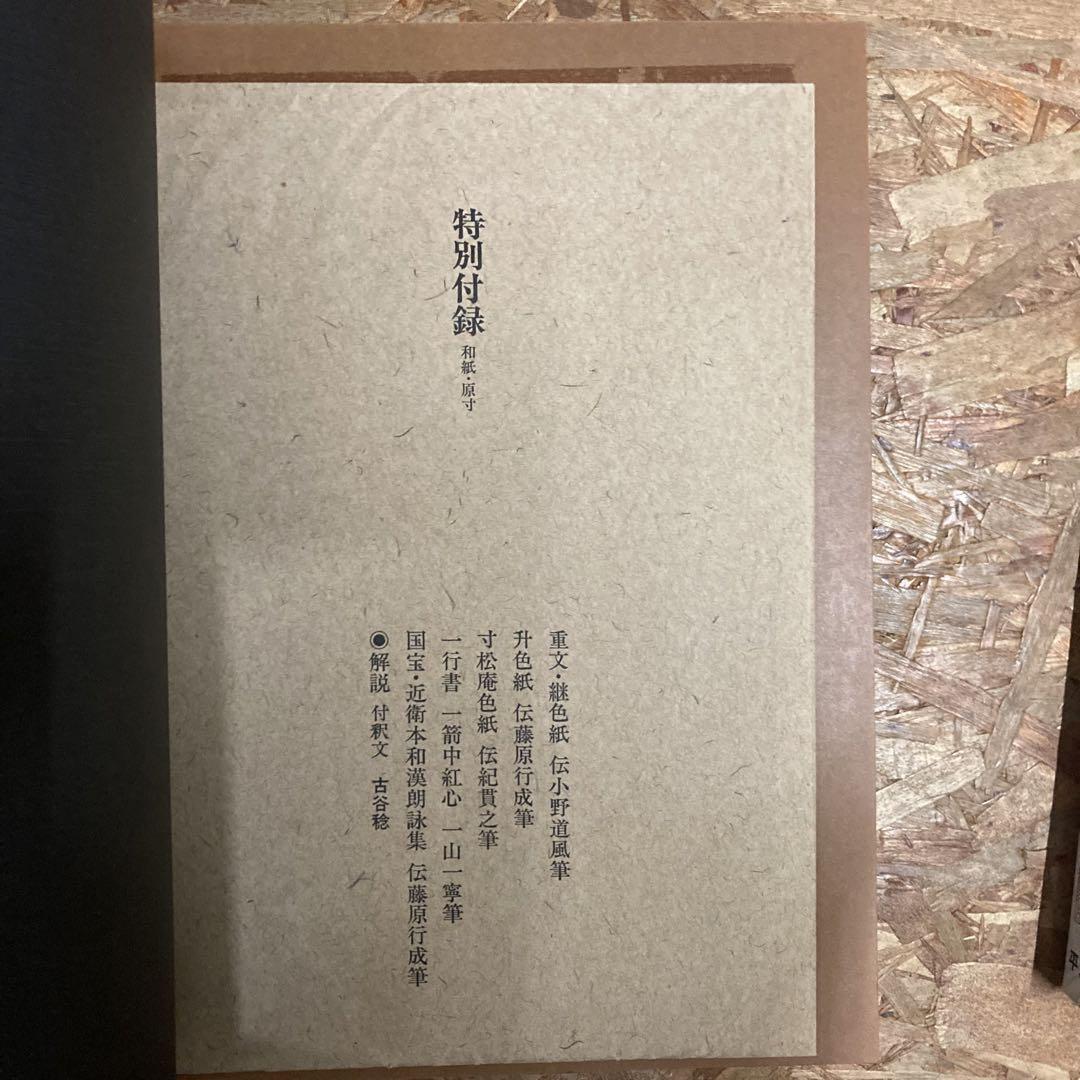 特別付録 和紙・原寸
重文・継色紙 伝小野道風筆
升色紙 伝藤原行成筆
寸松庵色紙 伝紀貫之筆
一行書 一箭中紅心 一山一寧筆
国宝・近衛本和漢朗詠集 伝藤原行成筆
◉解説 付釈文 古谷稔